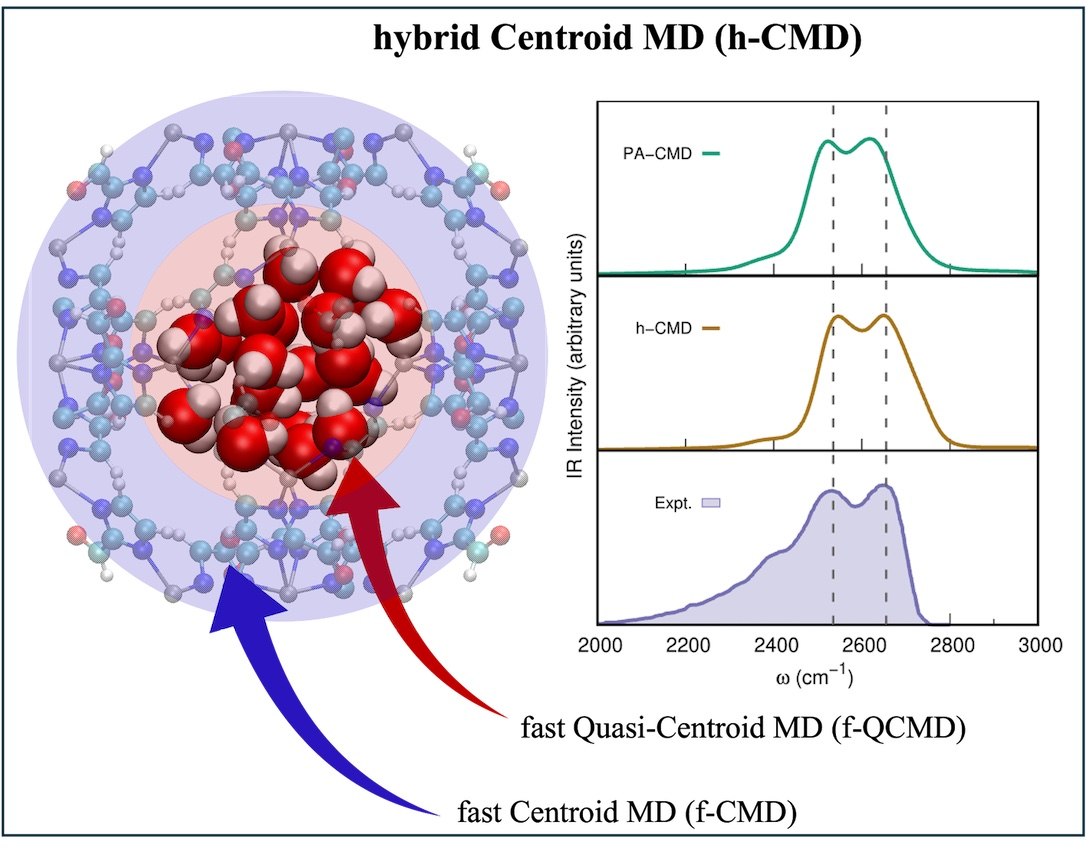 hybrid Centroid MD (h-CMD)
PA−CMD
h−CMD
Expt.
IR Intensity (arbitrary units)
2000 2200 2400 2600 2800 3000
ω (cm⁻¹)
fast Quasi-Centroid MD (f-QCMD)
fast Centroid MD (f-CMD)